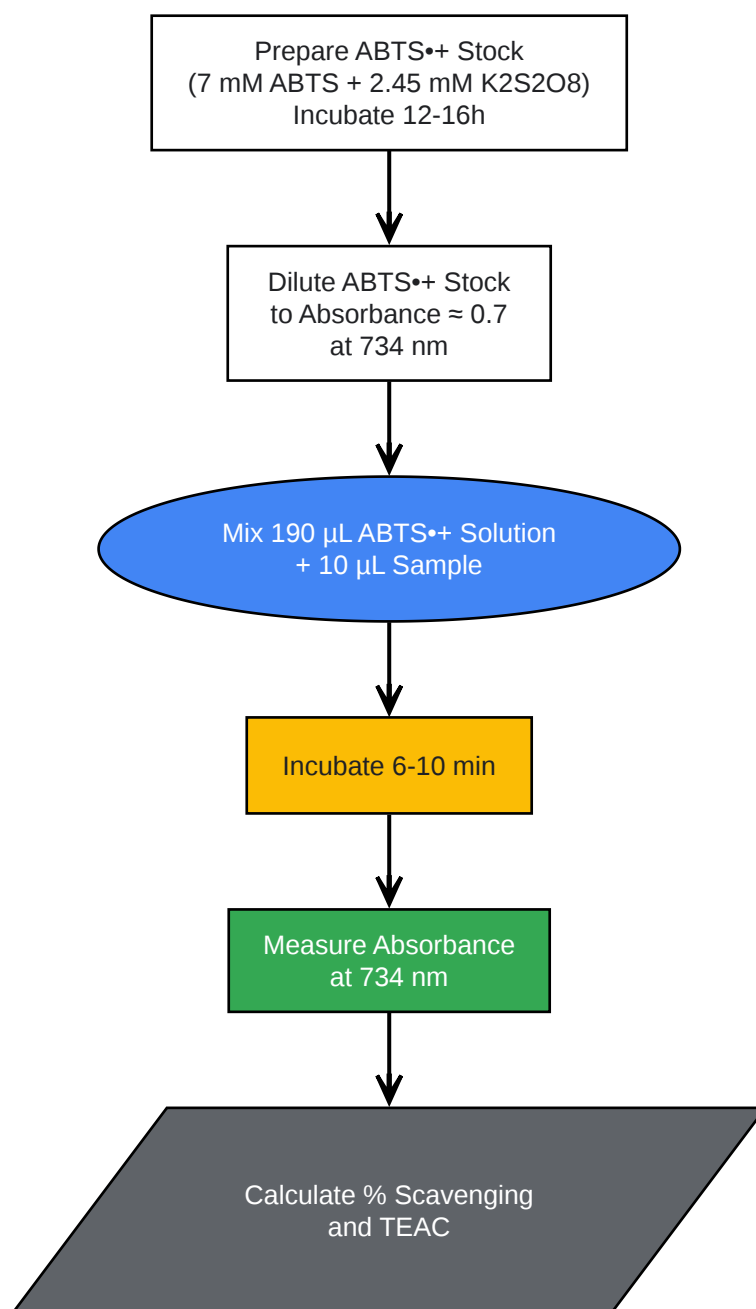 Prepare ABTS•+ Stock
(7 mM ABTS + 2.45 mM K2S2O8)
Incubate 12-16h
Dilute ABTS•+ Stock
to Absorbance ≈ 0.7
at 734 nm
Mix 190 µL ABTS•+ Solution
+ 10 µL Sample
Incubate 6-10 min
Measure Absorbance
at 734 nm
Calculate % Scavenging
and TEAC